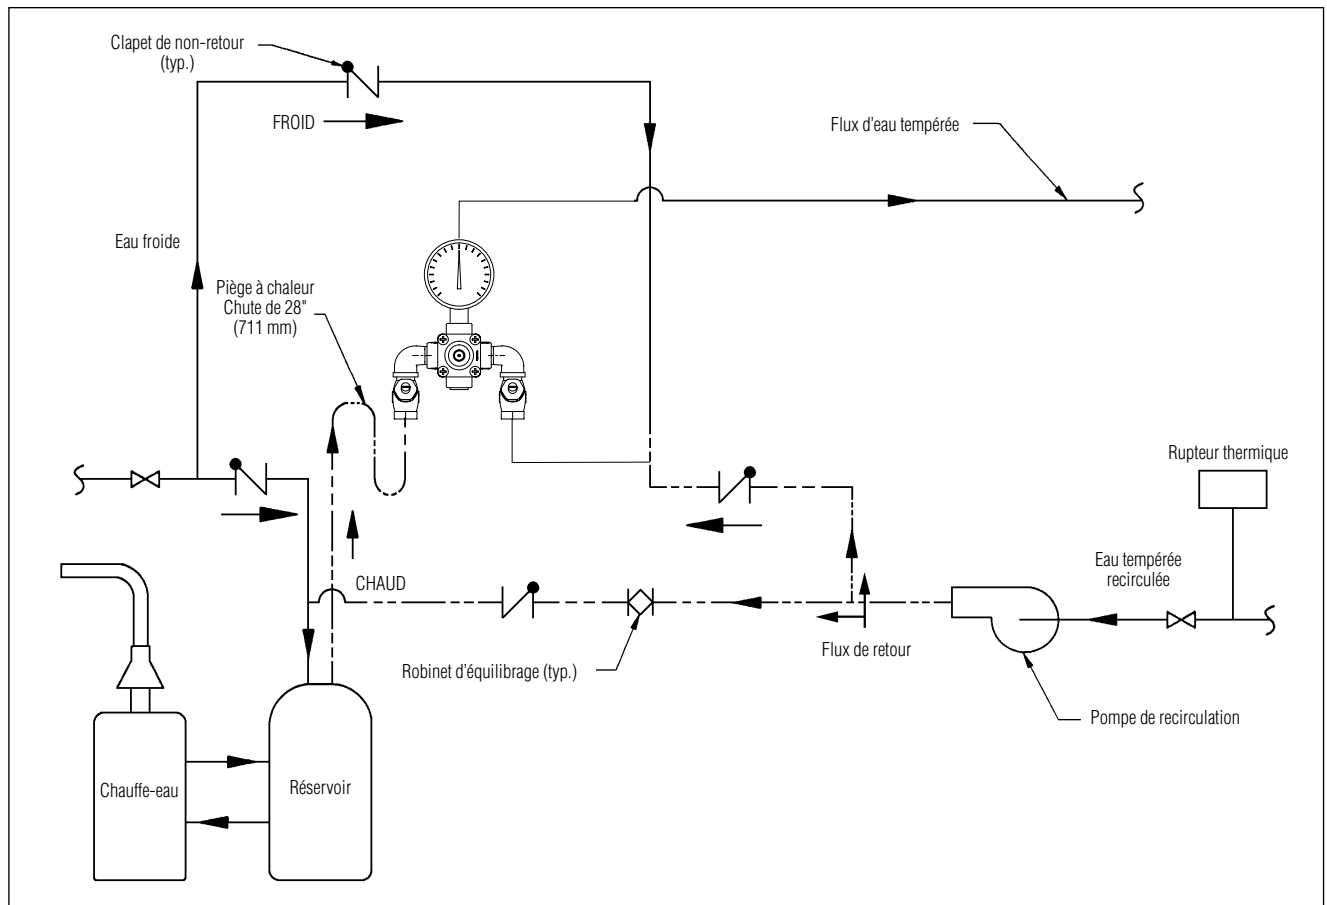 Clapet de non-retour
(typ.)
FROID
Flux d'eau tempérée
Eau froide
Piège à chaleur
Chute de 28"
(711 mm)
Rupteur thermique
CHAUD
Eau tempérée
recirculée
Flux de retour
Robinet d'équilibrage (typ.)
Pompe de recirculation
Chauffe-eau
Réservoir